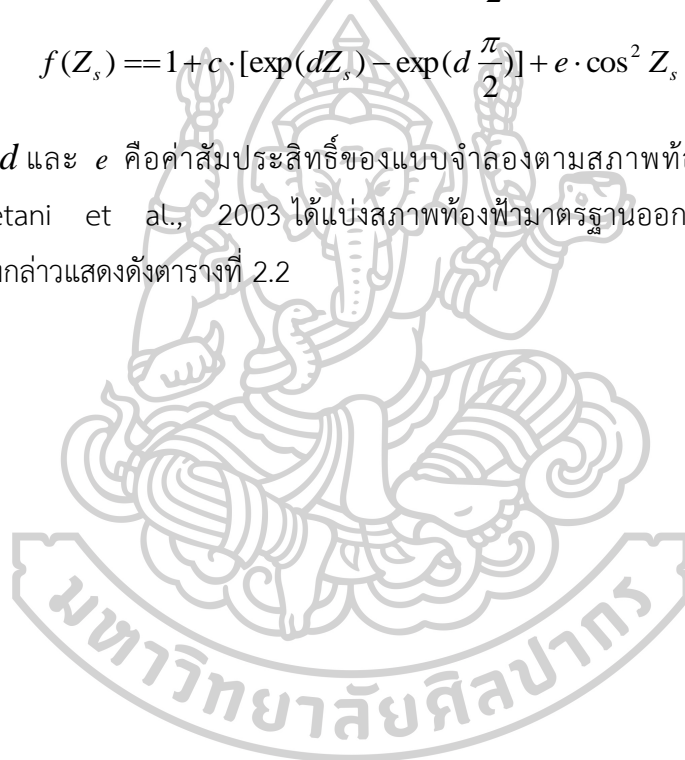 2
f(Z_s) == 1 + c · [exp(dZ_s) − exp(d π/2)] + e · cos² Z_s
d และ e คือค่าสัมประสิทธิ์ของแบบจำลองตามสภาพท้อ
etani et al., 2003 ได้แบ่งสภาพท้องฟ้ามาตรฐานออก
กล่าวแสดงดังตารางที่ 2.2
มหาวิทยาลัยศิลปากร